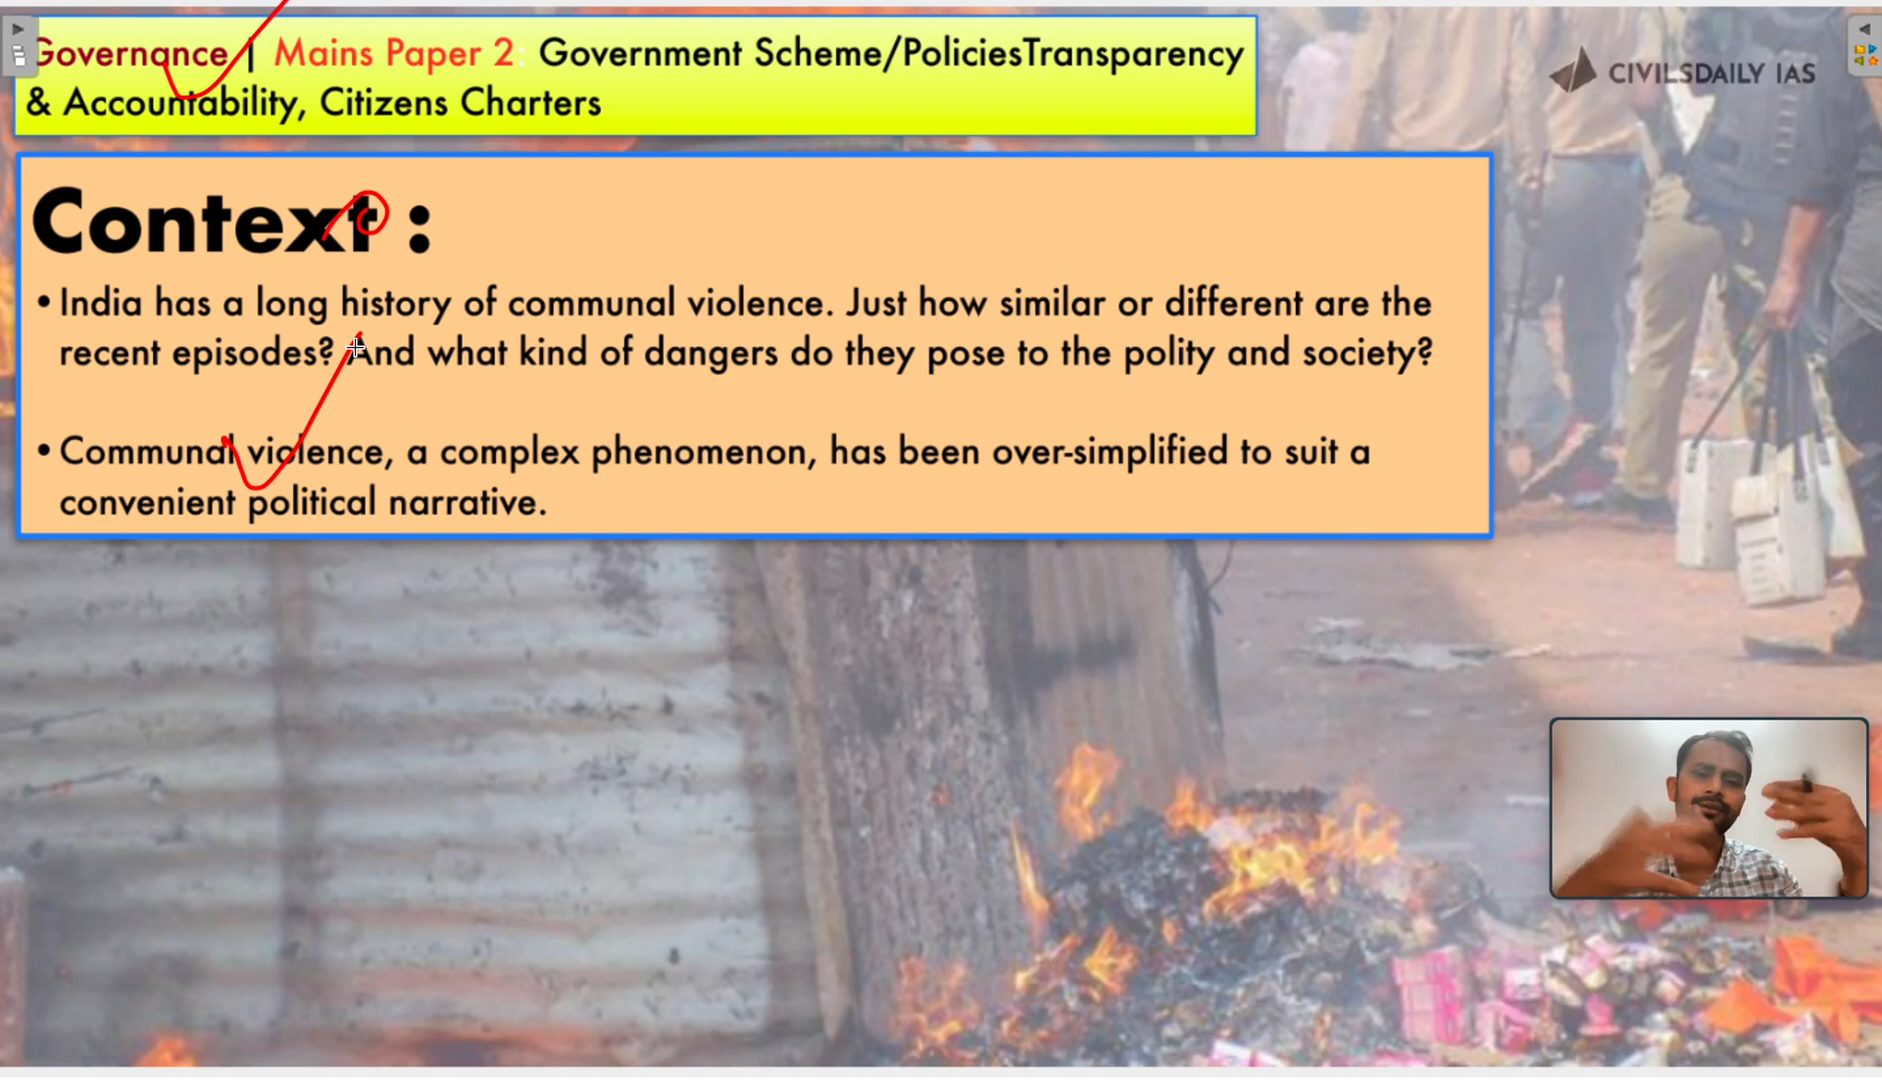 Governance | Mains Paper 2: Government Scheme/PoliciesTransparency
& Accountability, Citizens Charters
CIVILSDAILY IAS
Context :
• India has a long history of communal violence. Just how similar or different are the
recent episodes? And what kind of dangers do they pose to the polity and society?
• Communal violence, a complex phenomenon, has been over-simplified to suit a
convenient political narrative.